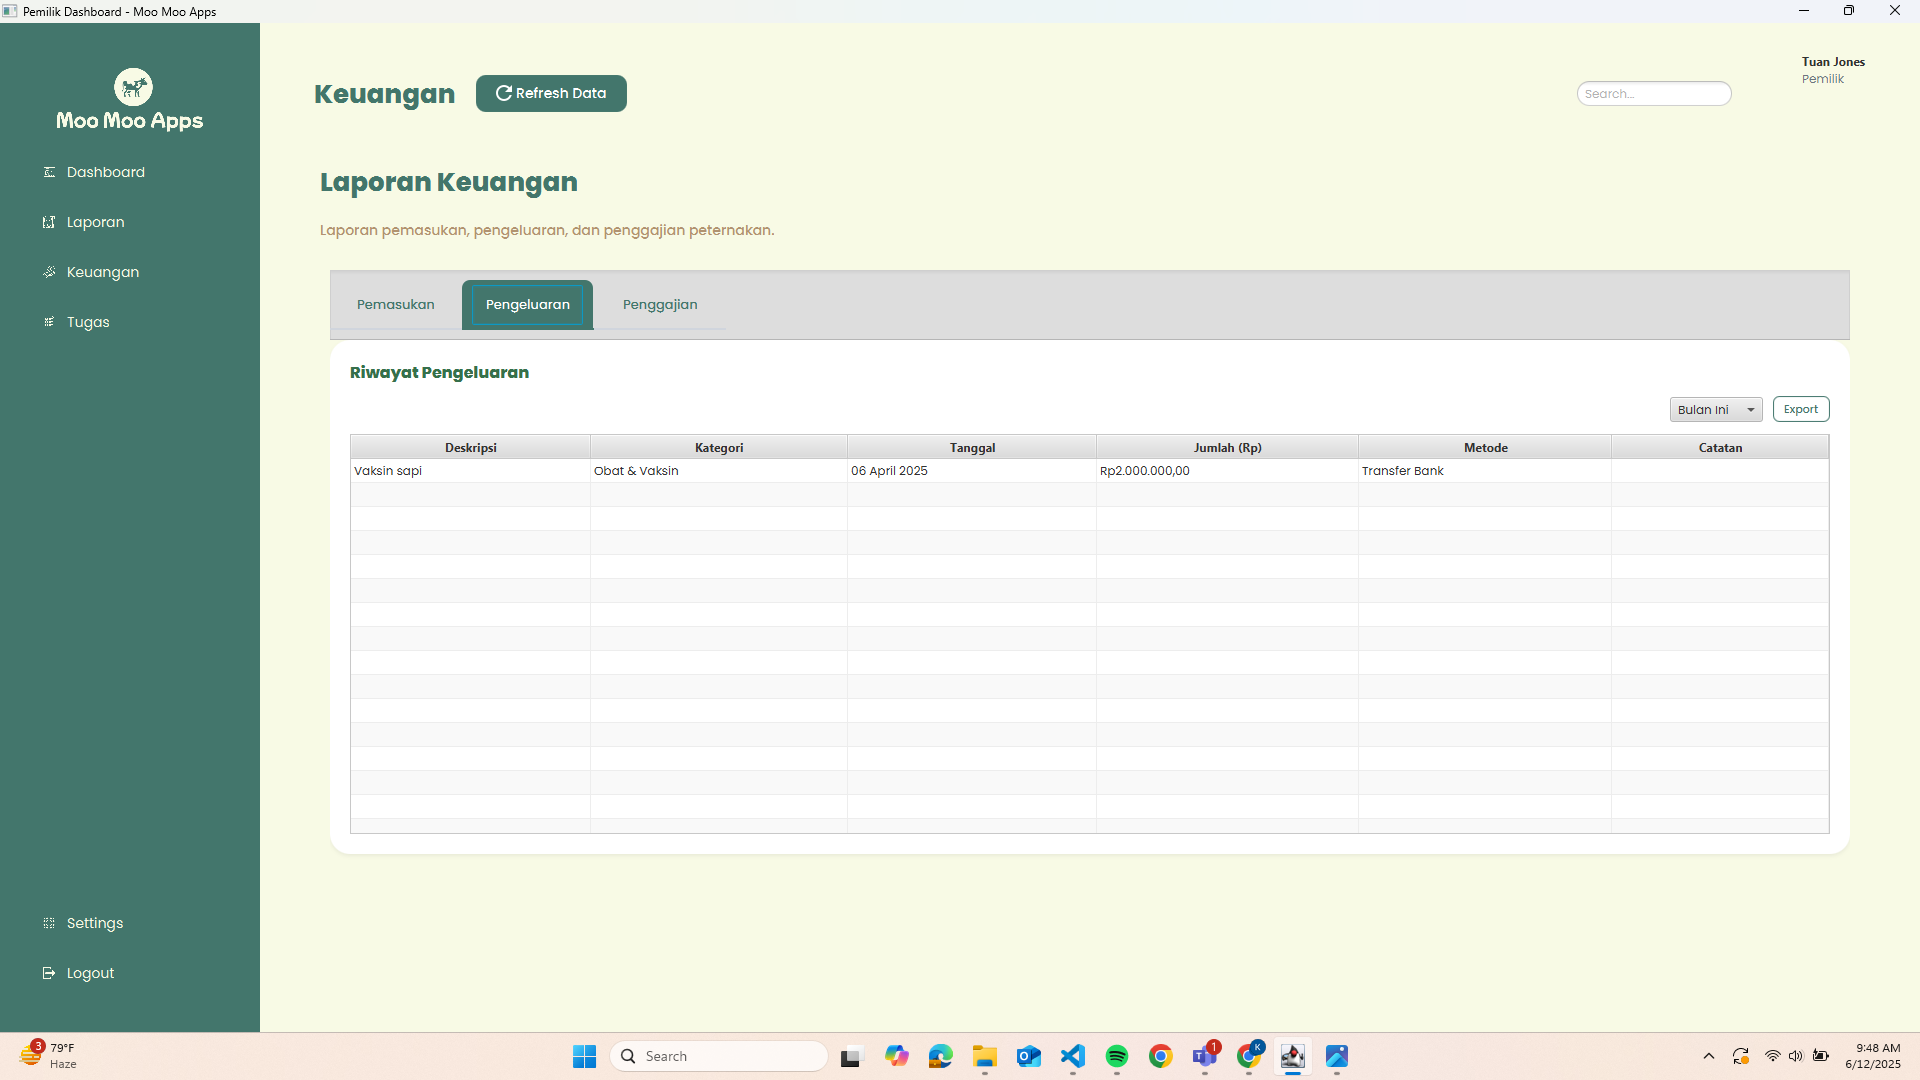 Pemilik Dashboard - Moo Moo Apps
Moo Moo Apps
Dashboard
Laporan
Keuangan
Tugas
Settings
Logout
Keuangan
Refresh Data
Search...
Tuan Jones
Pemilik
Laporan Keuangan
Laporan pemasukan, pengeluaran, dan penggajian peternakan.
Pemasukan Pengeluaran Penggajian
Riwayat Pengeluaran
Bulan Ini Export
Deskripsi Kategori Tanggal Jumlah (Rp) Metode Catatan
Vaksin sapi Obat & Vaksin 06 April 2025 Rp2.000.000,00 Transfer Bank
3
79°F
Haze
Search
1
K
9:48 AM
6/12/2025